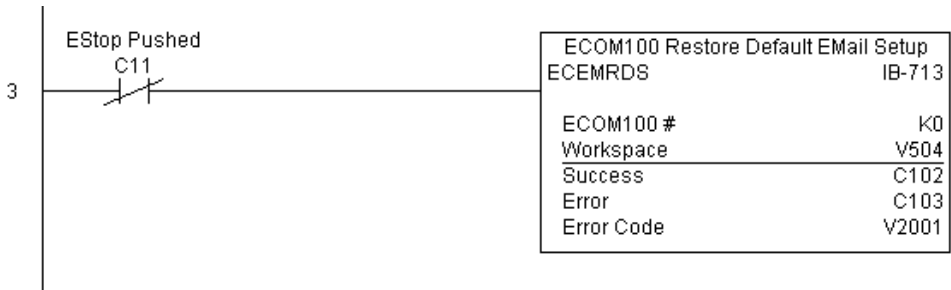 EStop Pushed
C11
3
ECOM100 Restore Default EMail Setup
ECEMRDS IB-713
ECOM100 # K0
Workspace V504
Success C102
Error C103
Error Code V2001